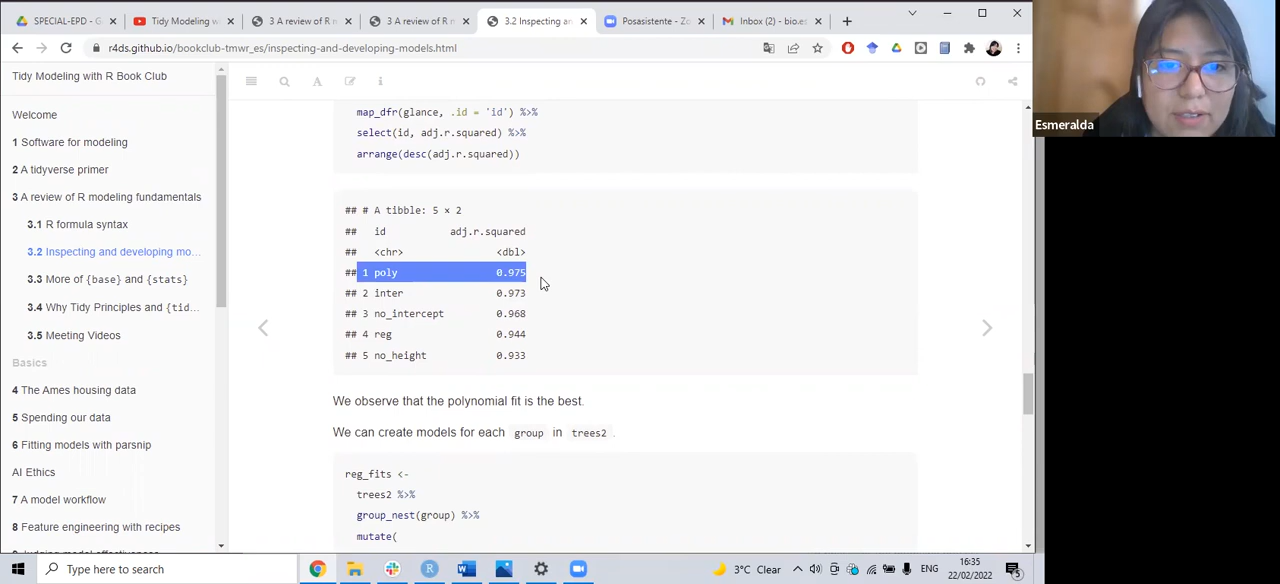 SPECIAL-EPD - G
Tidy Modeling w
3 A review of R m
3 A review of R m
3.2 Inspecting an
Posasistente - Zo
Inbox (2) - bio.es
r4ds.github.io/bookclub-tmwr_es/inspecting-and-developing-models.html
Esmeralda
Tidy Modeling with R Book Club
Welcome
1 Software for modeling
2 A tidyverse primer
3 A review of R modeling fundamentals
3.1 R formula syntax
3.2 Inspecting and developing mo...
3.3 More of {base} and {stats}
3.4 Why Tidy Principles and {tid...
3.5 Meeting Videos
Basics
4 The Ames housing data
5 Spending our data
6 Fitting models with parsnip
AI Ethics
7 A model workflow
8 Feature engineering with recipes
9 Judging model effectiveness
map_dfr(glance, .id = 'id') %>%
select(id, adj.r.squared) %>%
arrange(desc(adj.r.squared))
## # A tibble: 5 × 2
## id adj.r.squared
## <chr> <dbl>
## 1 poly 0.975
## 2 inter 0.973
## 3 no_intercept 0.968
## 4 reg 0.944
## 5 no_height 0.933
We observe that the polynomial fit is the best.
We can create models for each group in trees2 .
reg_fits <-
trees2 %>%
group_nest(group) %>%
mutate(
Type here to search
3°C Clear
ENG
16:35
22/02/2022
5